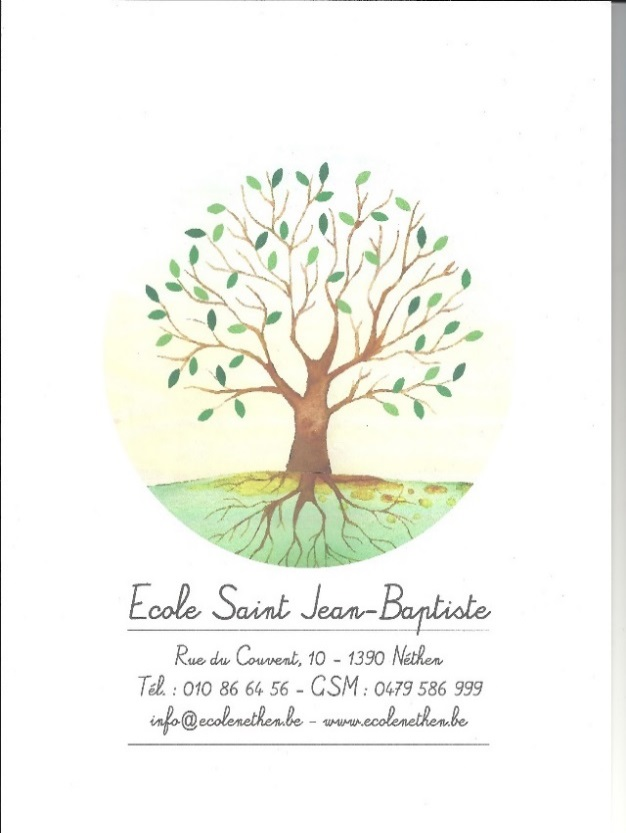 Ecole Saint Jean-Baptiste
Rue du Couvent, 10 - 1390 Néthen
Tél. : 010 86 64 56 - GSM : 0479 586 999
info@ecolenethen.be - www.ecolenethen.be